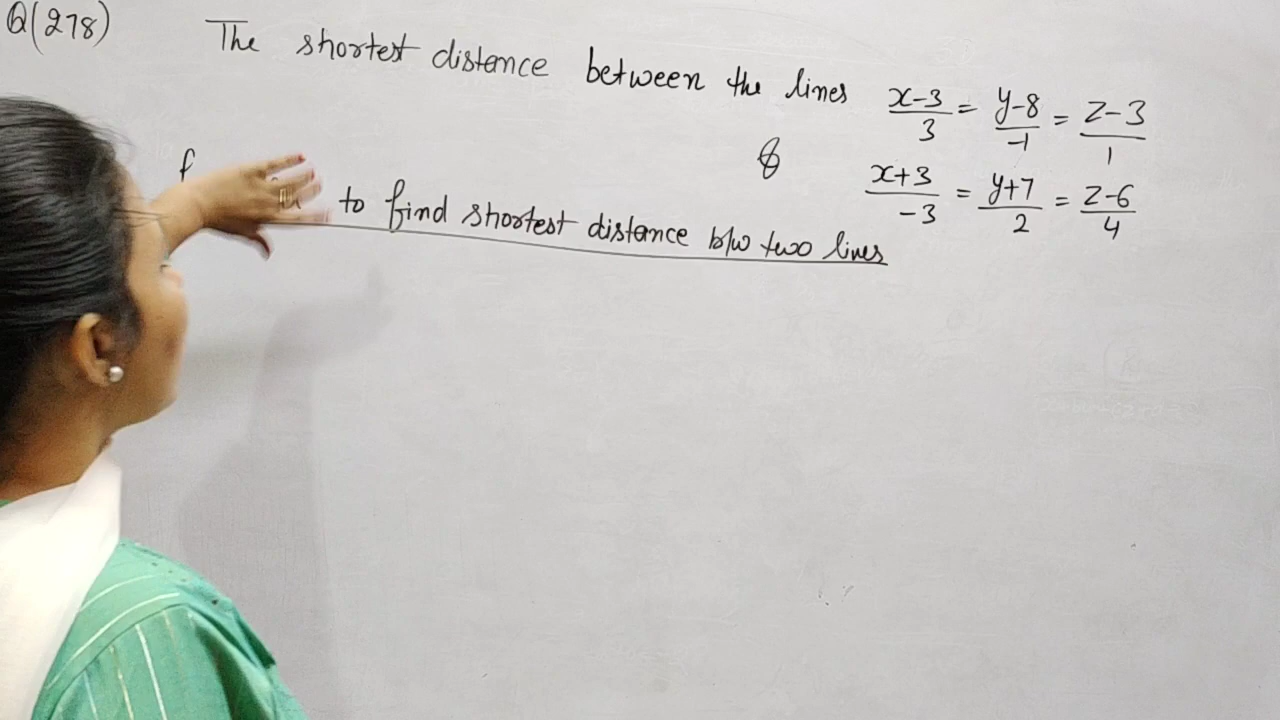 Q(278) The shortest distance between the lines x-3/3 = y-8/-1 = z-3/1
& x+3/-3 = y+7/2 = z-6/4
to find shortest distance b/w two lines